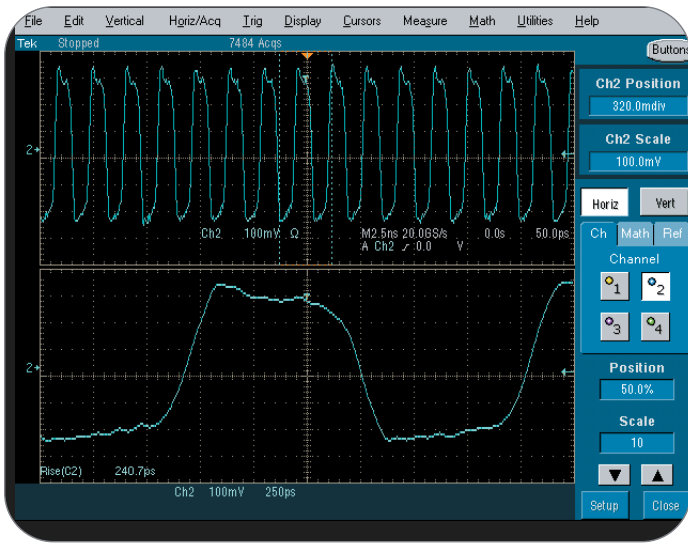 File Edit Vertical Horiz/Acq Trig Display Cursors Measure Math Utilities Help
Tek Stopped 7484 Acqs Buttons
Ch2 Position
320.0mdiv
Ch2 Scale
100.0mV
2
Ch2 100mV Ω M2.5ns 20.0GS/s 0.0s 50.0ps
A Ch2 0.0 V
Horiz Vert
Ch Math Ref
Channel
1 2
3 4
2
Position
50.0%
Scale
10
Rise(C2) 240.7ps
Ch2 100mV 250ps
Setup Close